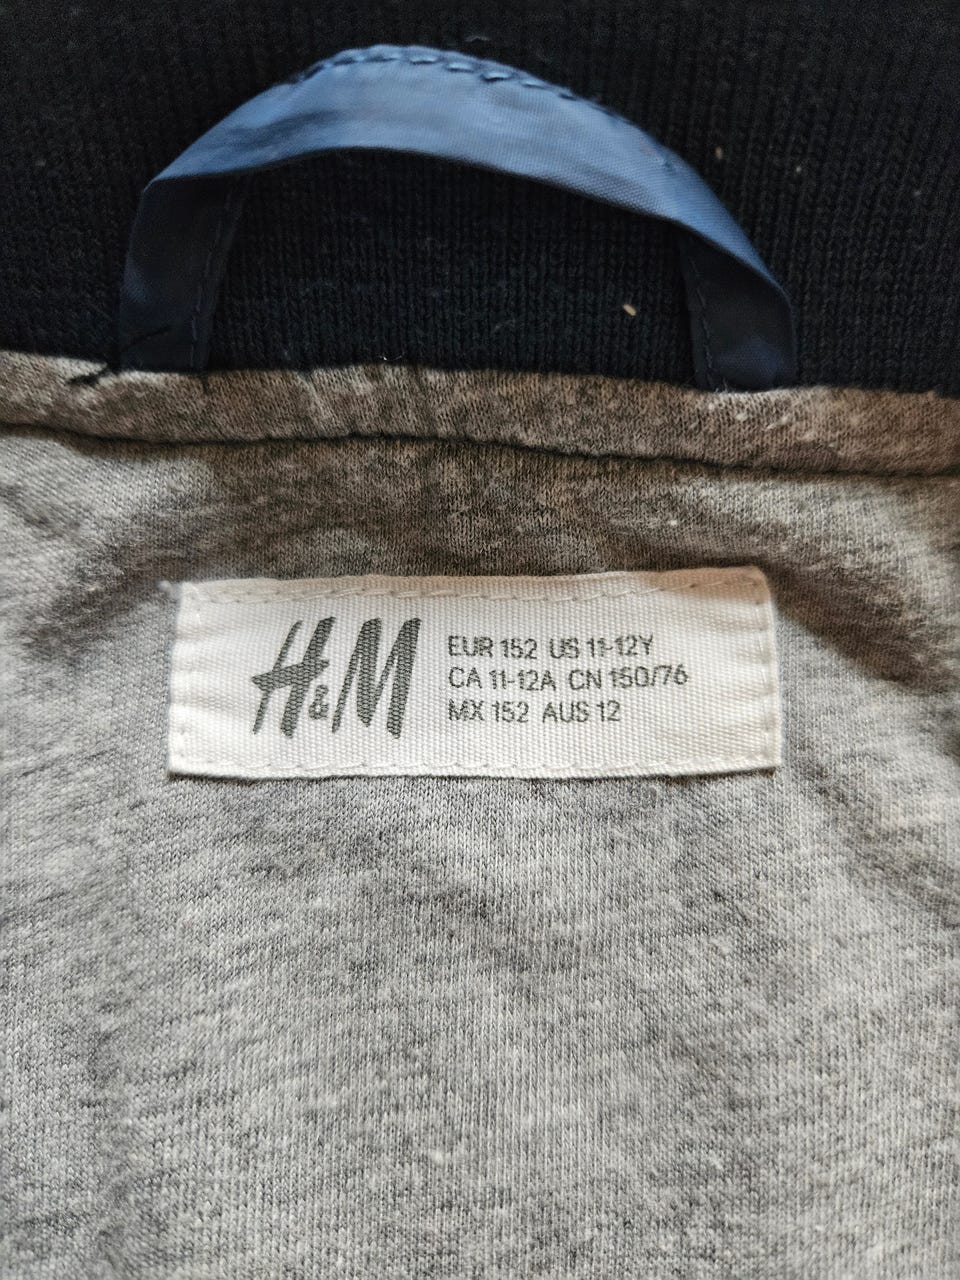 H&M
EUR 152 US 11-12Y
CA 11-12A CN 150/76
MX 152 AUS 12